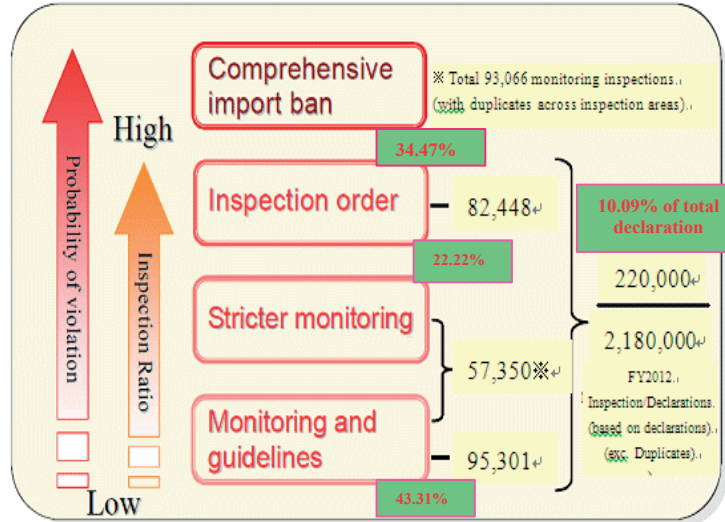 Comprehensive
import ban
※ Total 93,066 monitoring inspections.
(with duplicates across inspection areas).
High
34.47%
Probability of violation
Inspection Ratio
Inspection order
82,448
10.09% of total
declaration
22.22%
220,000
Stricter monitoring
2,180,000
57,350※
FY2012.
Inspection/Declarations.
(based on declarations).
(exc. Duplicates).
Monitoring and
guidelines
95,301
43.31%
Low